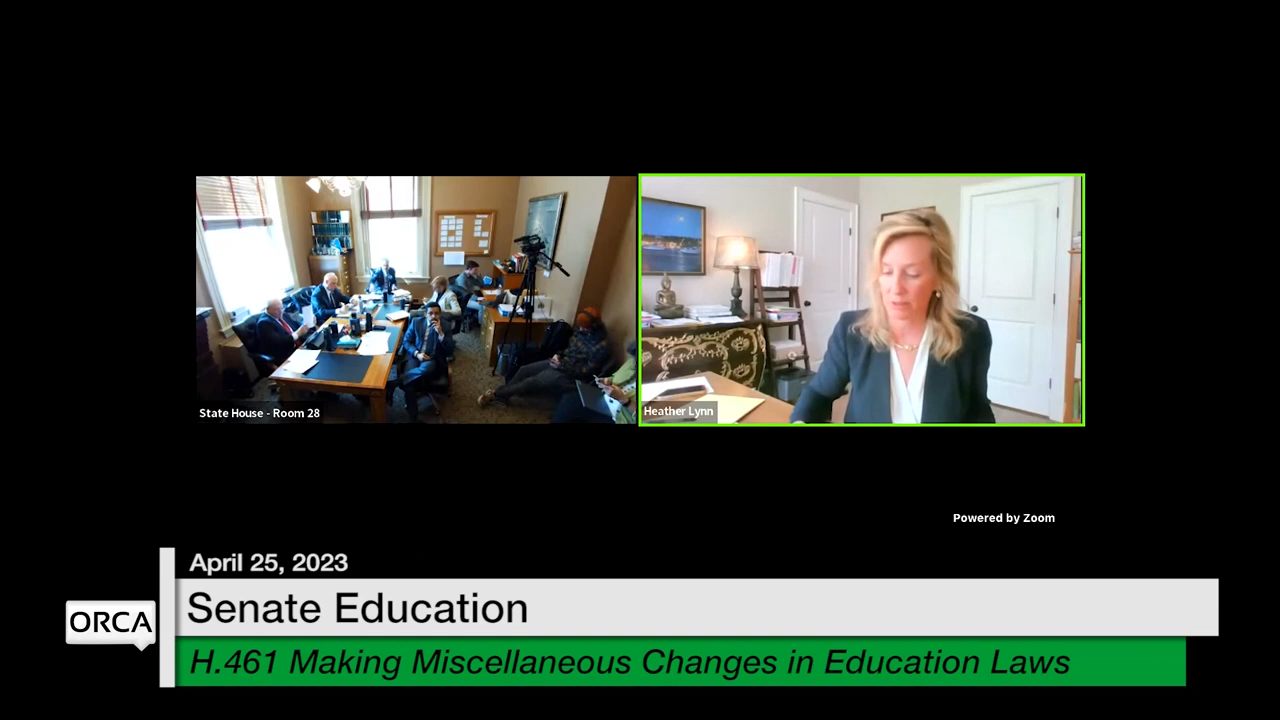 State House - Room 28
Heather Lynn
Powered by Zoom
April 25, 2023
Senate Education
ORCA
H.461 Making Miscellaneous Changes in Education Laws